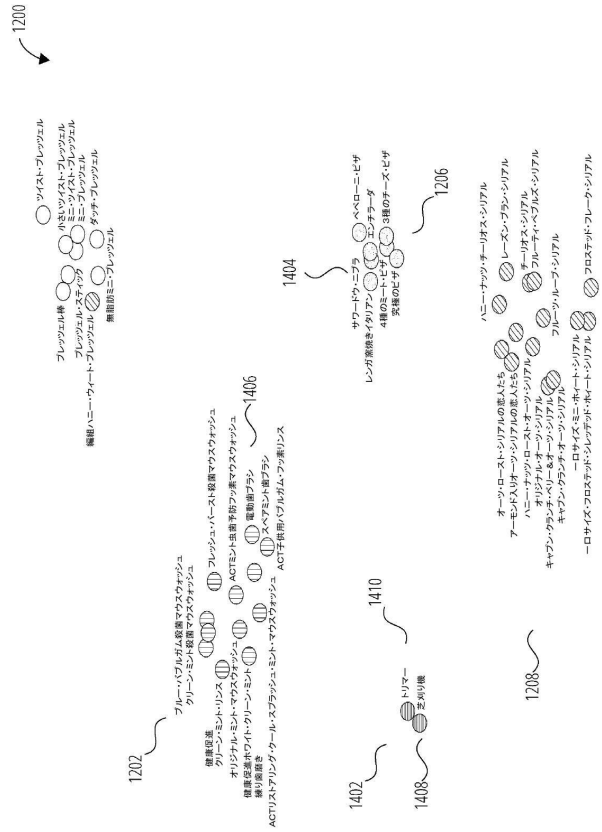 1200
ツイスト・プレッツェル
小さいツイスト・プレッツェル
ミニ・ツイスト・プレッツェル
ミニ・プレッツェル
ダッチ・プレッツェル
プレッツェル棒
プレッツェル・スティック
編組ハニー・ウィート・プレッツェル
無脂肪ミニ・プレッツェル
1404
サワードウ・ニブラ
ペペローニ・ピザ
エンチラーダ
3種のチーズ・ピザ
レンガ窯焼きイタリアン
4種のミート・ピザ
究極のピザ
1206
ハニー・ナッツ・チーリオス・シリアル
レーズン・ブラン・シリアル
チーリオス・シリアル
フルーティ・ペブルズ・シリアル
フルーツ・ループ・シリアル
フロステッド・フレーク・シリアル
オーツ・ロースト・シリアルの恋人たち
アーモンド入りオーツ・シリアルの恋人たち
ハニー・ナッツ・ロースト・オーツ・シリアル
オリジナル・オーツ・シリアル
キャプン・クランチ・ベリー&オーツ・シリアル
キャプン・クランチ・オーツ・シリアル
一口サイズ・ミニ・ホィート・シリアル
一口サイズ・フロステッド・シレッデッド・ホィート・シリアル
1208
1202
ブルー・バブルガム殺菌マウスウォッシュ
クリーン・ミント殺菌マウスウォッシュ
フレッシュ・バースト殺菌マウスウォッシュ
ACTミント虫歯予防フッ素マウスウォッシュ
1406
電動歯ブラシ
スペアミント歯ブラシ
ACT子供用バブルガム・フッ素リンス
健康促進
クリーン・ミント・リンス
オリジナル・ミント・マウスウォッシュ
健康促進ホワイト・クリーン・ミント
練り歯磨き
ACTリストアリング・クール・スプラッシュ・ミント・マウスウォッシュ
1402
1410
トリマー
芝刈り機
1408